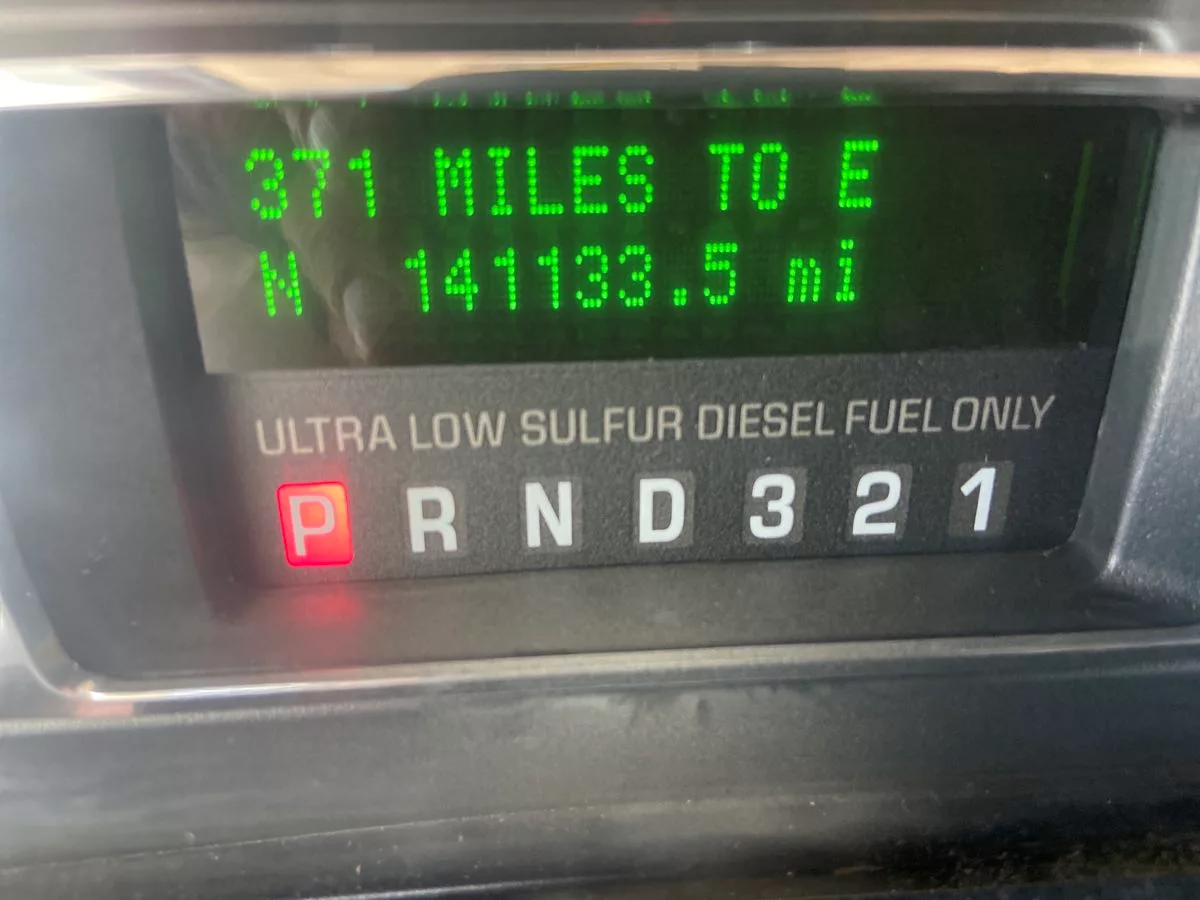 371 MILES TO E
N 141133.5 mi
ULTRA LOW SULFUR DIESEL FUEL ONLY
P R N D 3 2 1